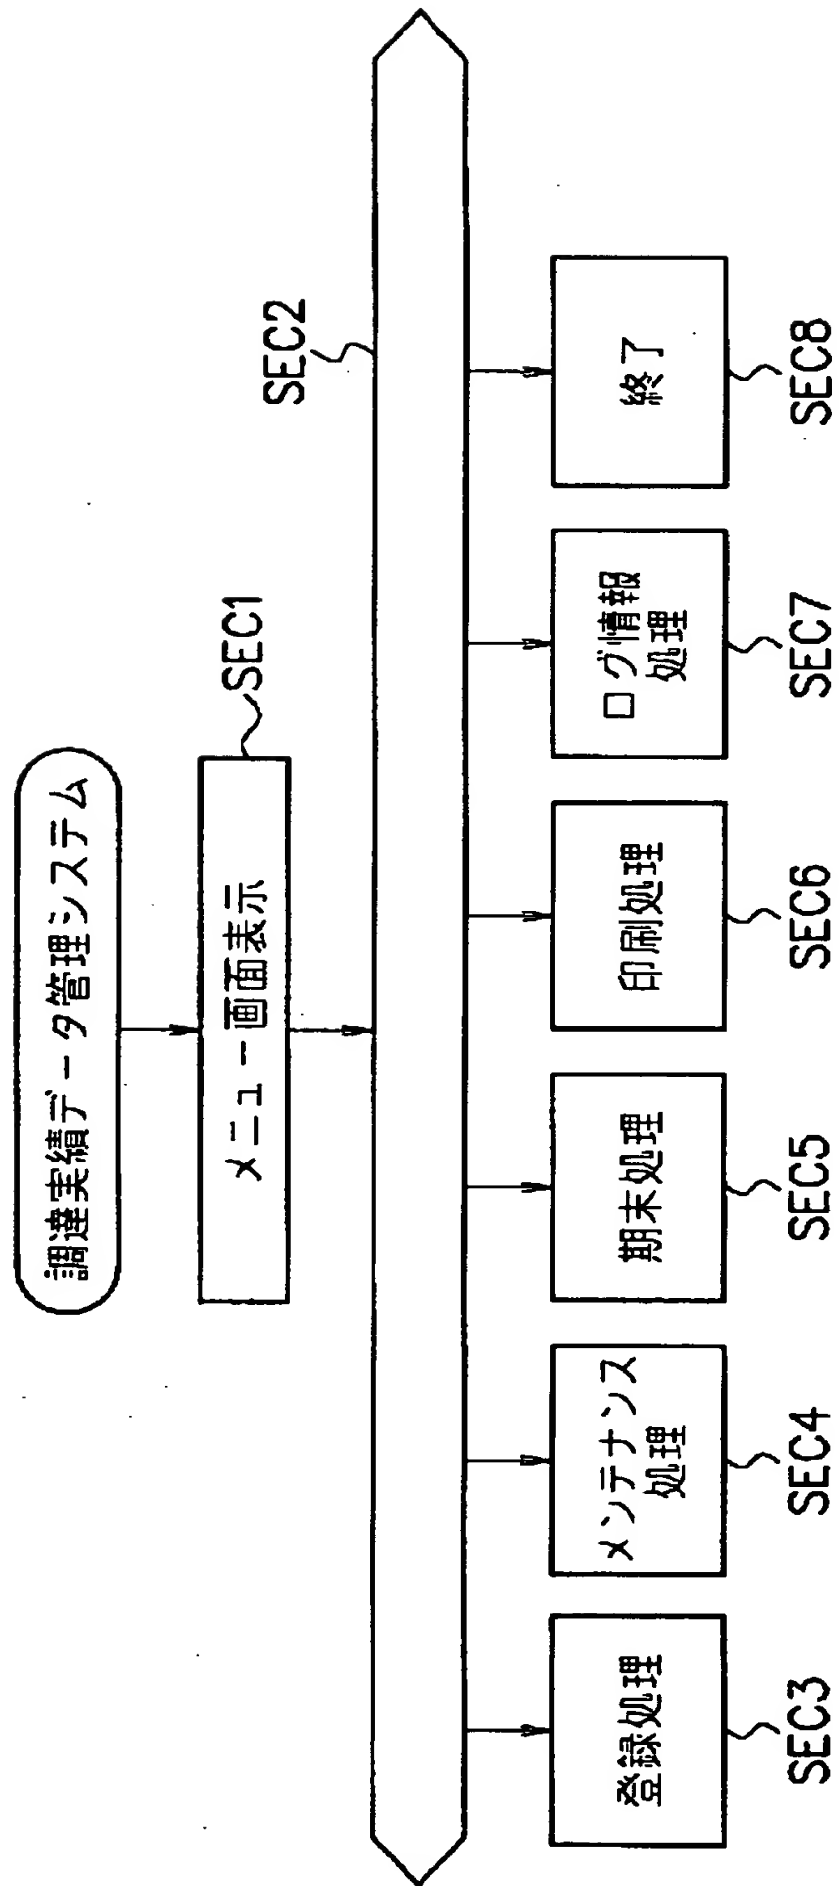 調達実績データ管理システム
メニュー画面表示
SEC1
SEC2
登録処理
メンテナンス
処理
期末処理
印刷処理
ログ情報
処理
終了
SEC3
SEC4
SEC5
SEC6
SEC7
SEC8